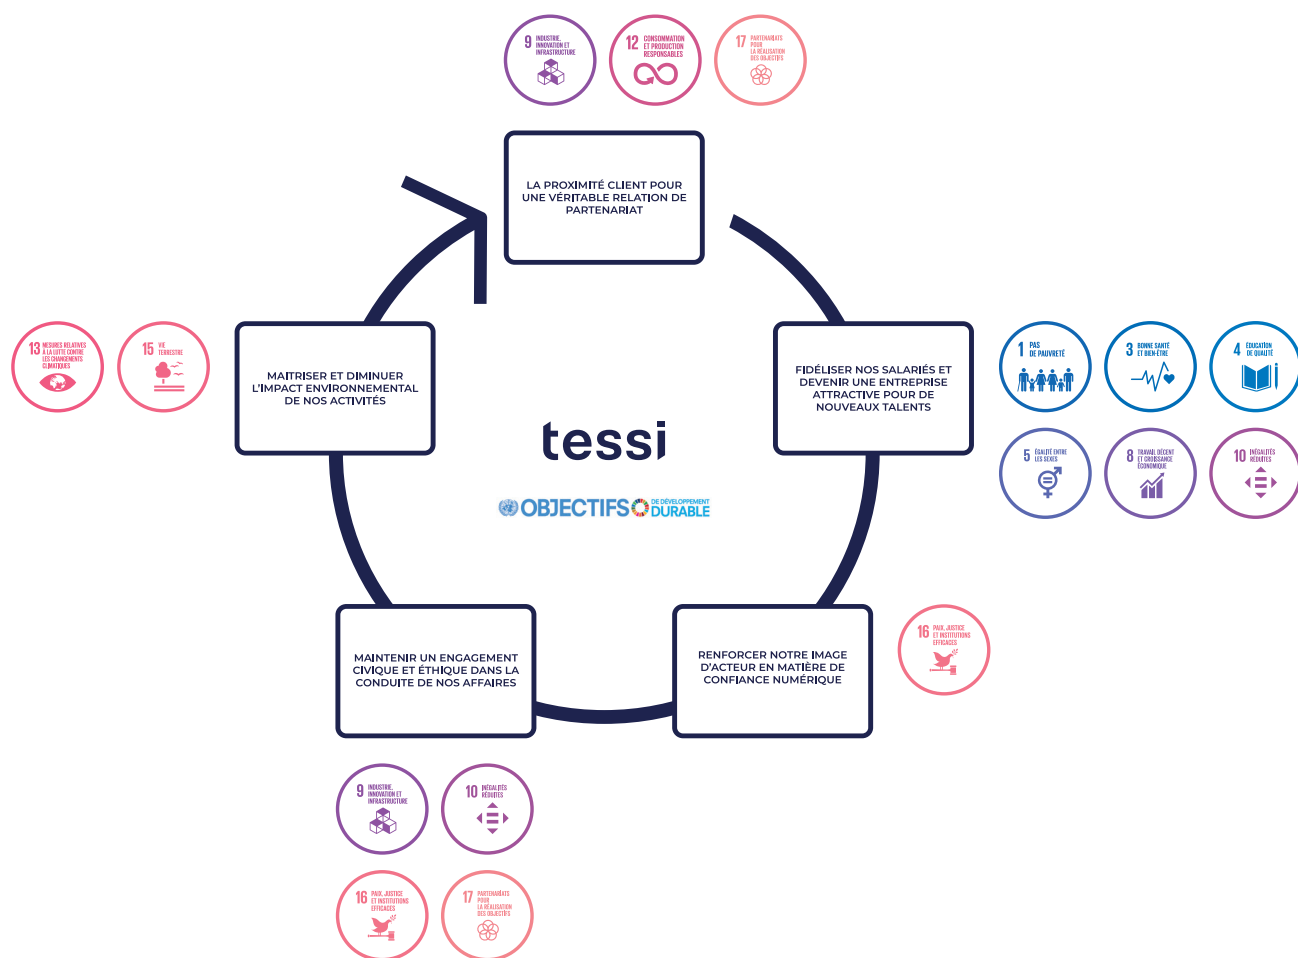 9 INDUSTRIE,
INNOVATION ET
INFRASTRUCTURE
12 CONSOMMATION
ET PRODUCTION
RESPONSABLES
17 PARTENARIATS
POUR
LA RÉALISATION
DES OBJECTIFS
LA PROXIMITÉ CLIENT POUR
UNE VÉRITABLE RELATION DE
PARTENARIAT
13 MESURES RELATIVES
À LA LUTTE CONTRE
LES CHANGEMENTS
CLIMATIQUES
15 VIE
TERRESTRE
MAITRISER ET DIMINUER
L'IMPACT ENVIRONNEMENTAL
DE NOS ACTIVITÉS
FIDÉLISER NOS SALARIÉS ET
DEVENIR UNE ENTREPRISE
ATTRACTIVE POUR DE
NOUVEAUX TALENTS
1 PAS
DE PAUVRETÉ
3 BONNE SANTÉ
ET BIEN-ÊTRE
4 ÉDUCATION
DE QUALITÉ
5 ÉGALITÉ ENTRE
LES SEXES
8 TRAVAIL DÉCENT
ET CROISSANCE
ÉCONOMIQUE
10 INÉGALITÉS
RÉDUITES
tessi
OBJECTIFS DE DÉVELOPPEMENT
DURABLE
MAINTENIR UN ENGAGEMENT
CIVIQUE ET ÉTHIQUE DANS LA
CONDUITE DE NOS AFFAIRES
RENFORCER NOTRE IMAGE
D'ACTEUR EN MATIÈRE DE
CONFIANCE NUMÉRIQUE
16 PAIX, JUSTICE
ET INSTITUTIONS
EFFICACES
9 INDUSTRIE,
INNOVATION ET
INFRASTRUCTURE
10 INÉGALITÉS
RÉDUITES
16 PAIX, JUSTICE
ET INSTITUTIONS
EFFICACES
17 PARTENARIATS
POUR
LA RÉALISATION
DES OBJECTIFS